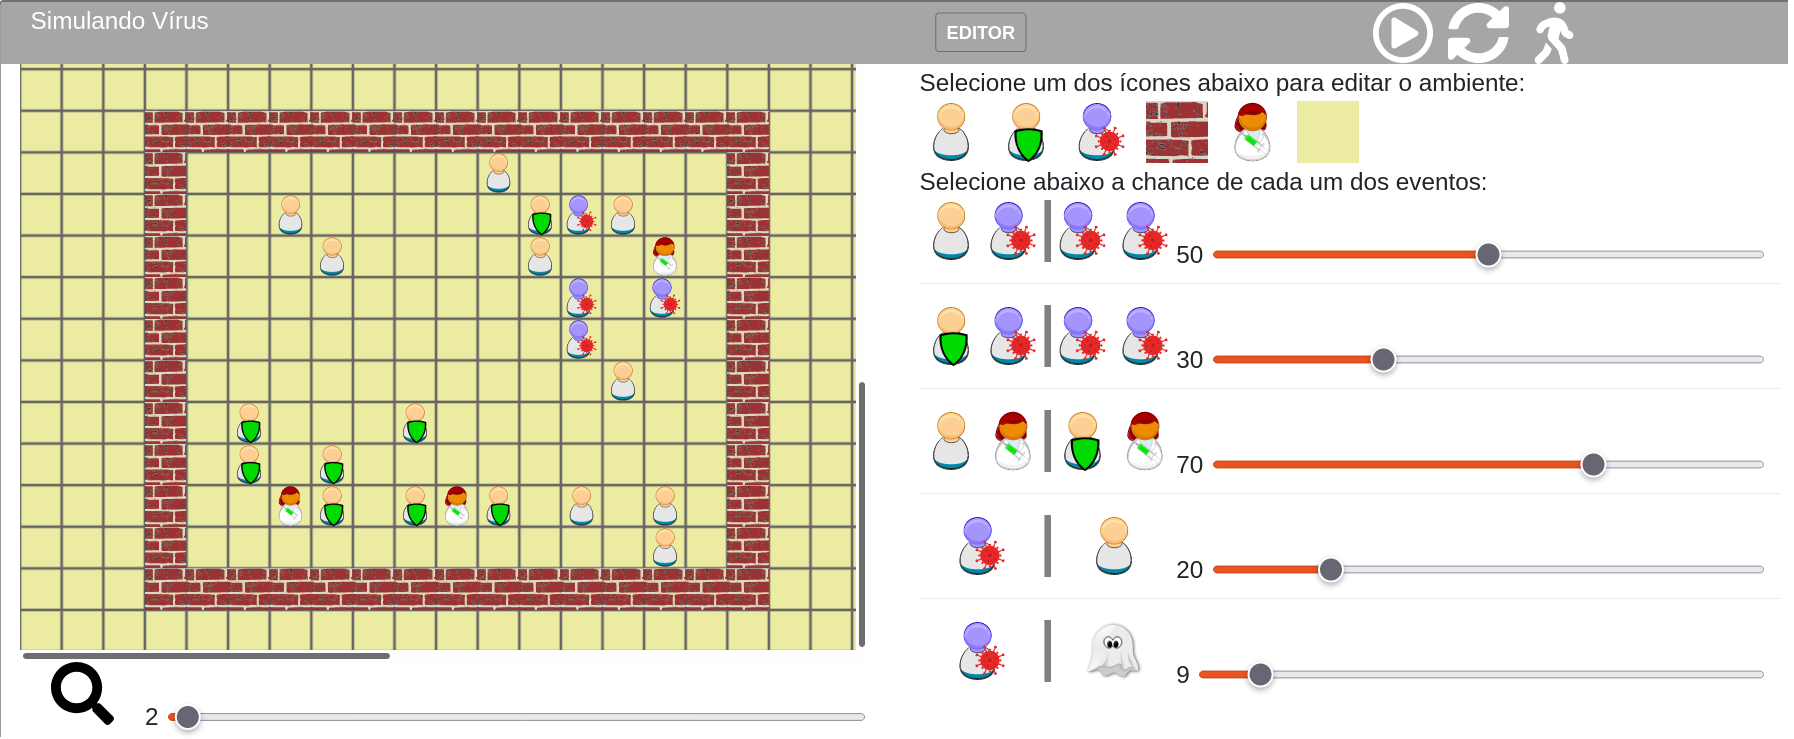 Simulando Vírus
EDITOR
Selecione um dos ícones abaixo para editar o ambiente:
Selecione abaixo a chance de cada um dos eventos:
50
30
70
20
9
2